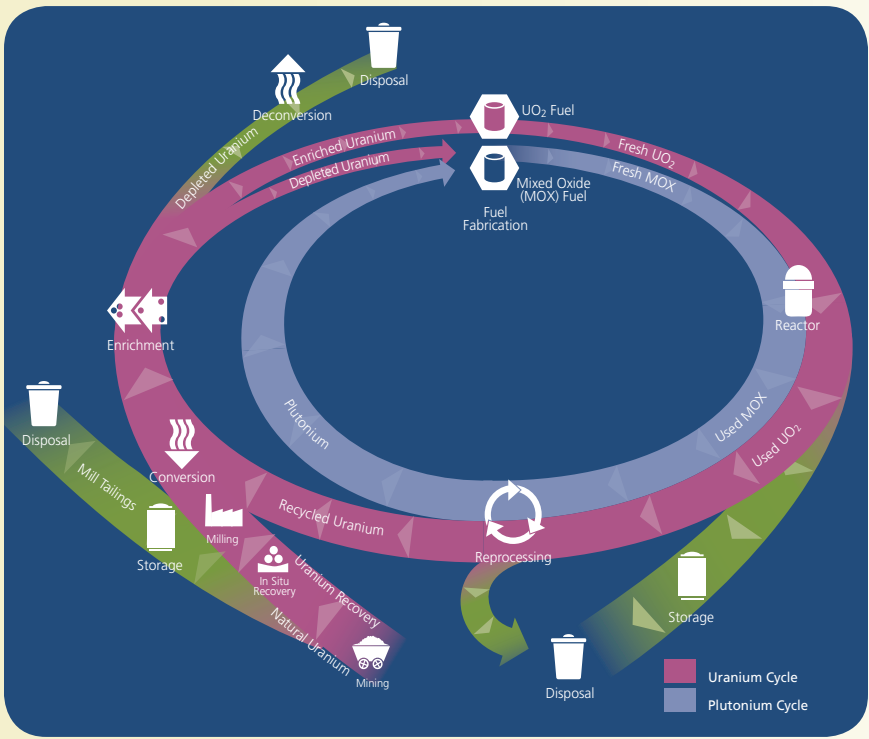 Disposal
Deconversion
Depleted Uranium
UO₂ Fuel
Enriched Uranium
Depleted Uranium
Fresh UO₂
Fresh MOX
Mixed Oxide
(MOX) Fuel
Fuel
Fabrication
Enrichment
Reactor
Disposal
Mill Tailings
Conversion
Plutonium
Used MOX
Used UO₂
Milling
Storage
Recycled Uranium
Reprocessing
In Situ
Recovery
Uranium Recovery
Natural Uranium
Mining
Storage
Disposal
Uranium Cycle
Plutonium Cycle